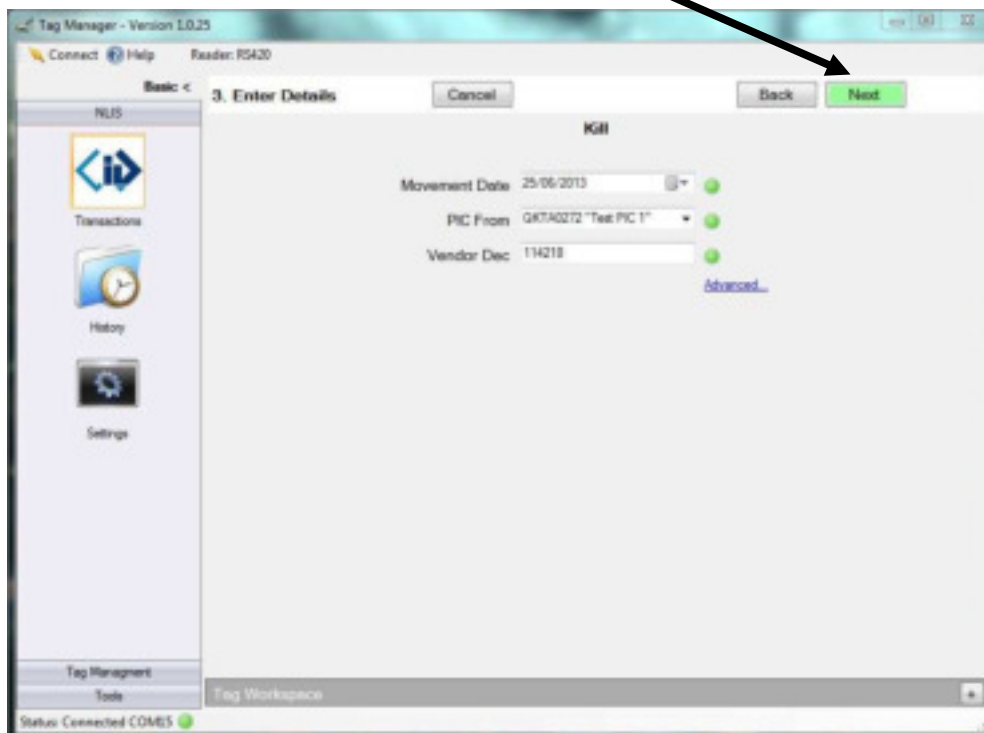 Tag Manager - Version 1.0.25
Connect Help Reader: RS420
Basic <
3. Enter Details Cancel Back Next
NLIS
Kill
Movement Date 25/06/2013
PIC From QKTA0272 "Test PIC 1"
Transactions
Vendor Dec 114218
Advanced...
History
Settings
Tag Managment
Tools
Tag Workspace
Status: Connected COM15